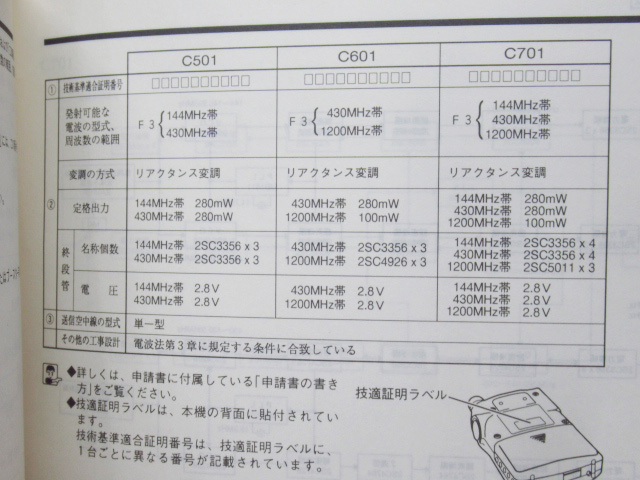 C501 C601 C701
① 技術基準適合証明番号 □□□□□□□□□□ □□□□□□□□□□ □□□□□□□□□□
②
発射可能な
電波の型式、
周波数の範囲
F3 { 144MHz帯
430MHz帯
F3 { 430MHz帯
1200MHz帯
F3 { 144MHz帯
430MHz帯
1200MHz帯
変調の方式 リアクタンス変調 リアクタンス変調 リアクタンス変調
定格出力
144MHz帯 280mW
430MHz帯 280mW
430MHz帯 280mW
1200MHz帯 100mW
144MHz帯 280mW
430MHz帯 280mW
1200MHz帯 100mW
終段管
名称個数
144MHz帯 2SC3356 x 3
430MHz帯 2SC3356 x 3
430MHz帯 2SC3356 x 3
1200MHz帯 2SC4926 x 3
144MHz帯 2SC3356 x 4
430MHz帯 2SC3356 x 4
1200MHz帯 2SC5011 x 3
電 圧
144MHz帯 2.8V
430MHz帯 2.8V
430MHz帯 2.8V
1200MHz帯 2.8V
144MHz帯 2.8V
430MHz帯 2.8V
1200MHz帯 2.8V
③ 送信空中線の型式 単一型
その他の工事設計 電波法第3章に規定する条件に合致している
◆詳しくは、申請書に付属している「申請書の書き
方」をご覧ください。
◆技適証明ラベルは、本機の背面に貼付されてい
ます。
技術基準適合証明番号は、技適証明ラベルに、
1台ごとに異なる番号が記載されています。
技適証明ラベル